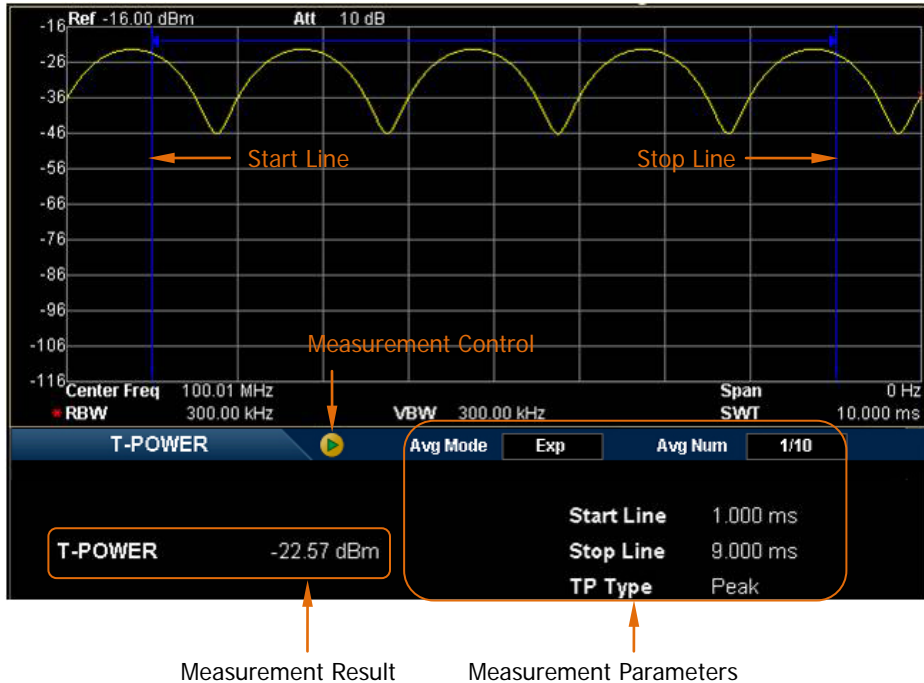 Ref -16.00 dBm Att 10 dB
-16
-26
-36
-46
Start Line Stop Line
-56
-66
-76
-86
-96
-106
Measurement Control
-116
Center Freq 100.01 MHz Span 0 Hz
*RBW 300.00 kHz VBW 300.00 kHz SWT 10.000 ms
T-POWER Avg Mode Exp Avg Num 1/10
Start Line 1.000 ms
T-POWER -22.57 dBm Stop Line 9.000 ms
TP Type Peak
Measurement Result Measurement Parameters